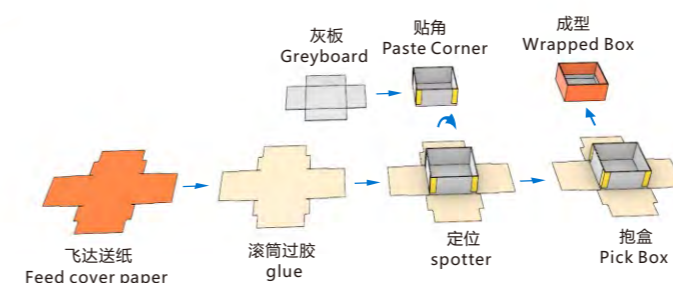 灰板
Greyboard
贴角
Paste Corner
成型
Wrapped Box
飞达送纸
Feed cover paper
滚筒过胶
glue
定位
spotter
抱盒
Pick Box